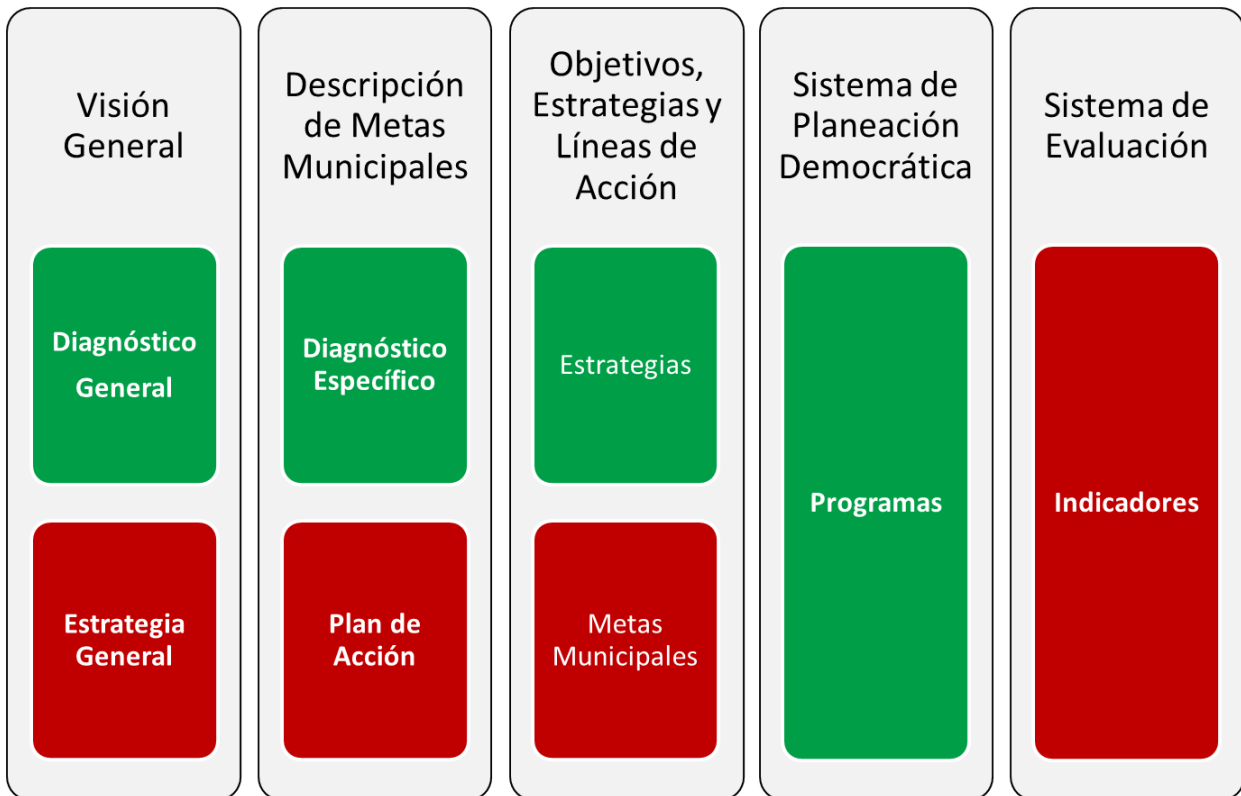 Visión
General
Diagnóstico
General
Estrategia
General
Descripción
de Metas
Municipales
Diagnóstico
Específico
Plan de
Acción
Objetivos,
Estrategias y
Líneas de
Acción
Estrategias
Metas
Municipales
Sistema de
Planeación
Democrática
Programas
Sistema de
Evaluación
Indicadores